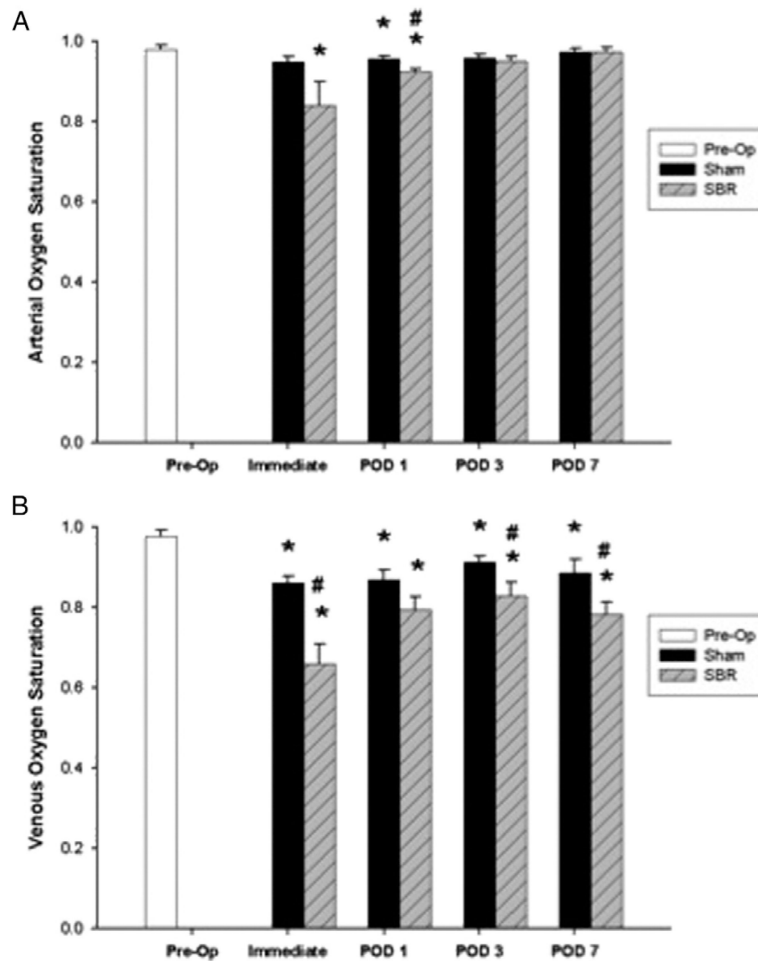 A
* # 
* *
1.0
0.8
0.6
0.4
0.2
0.0
Arterial Oxygen Saturation
Pre-Op Immediate POD 1 POD 3 POD 7
Pre-Op
Sham
SBR
B
* * * # * #
* * * *
1.0
0.8
0.6
0.4
0.2
0.0
Venous Oxygen Saturation
Pre-Op Immediate POD 1 POD 3 POD 7
Pre-Op
Sham
SBR